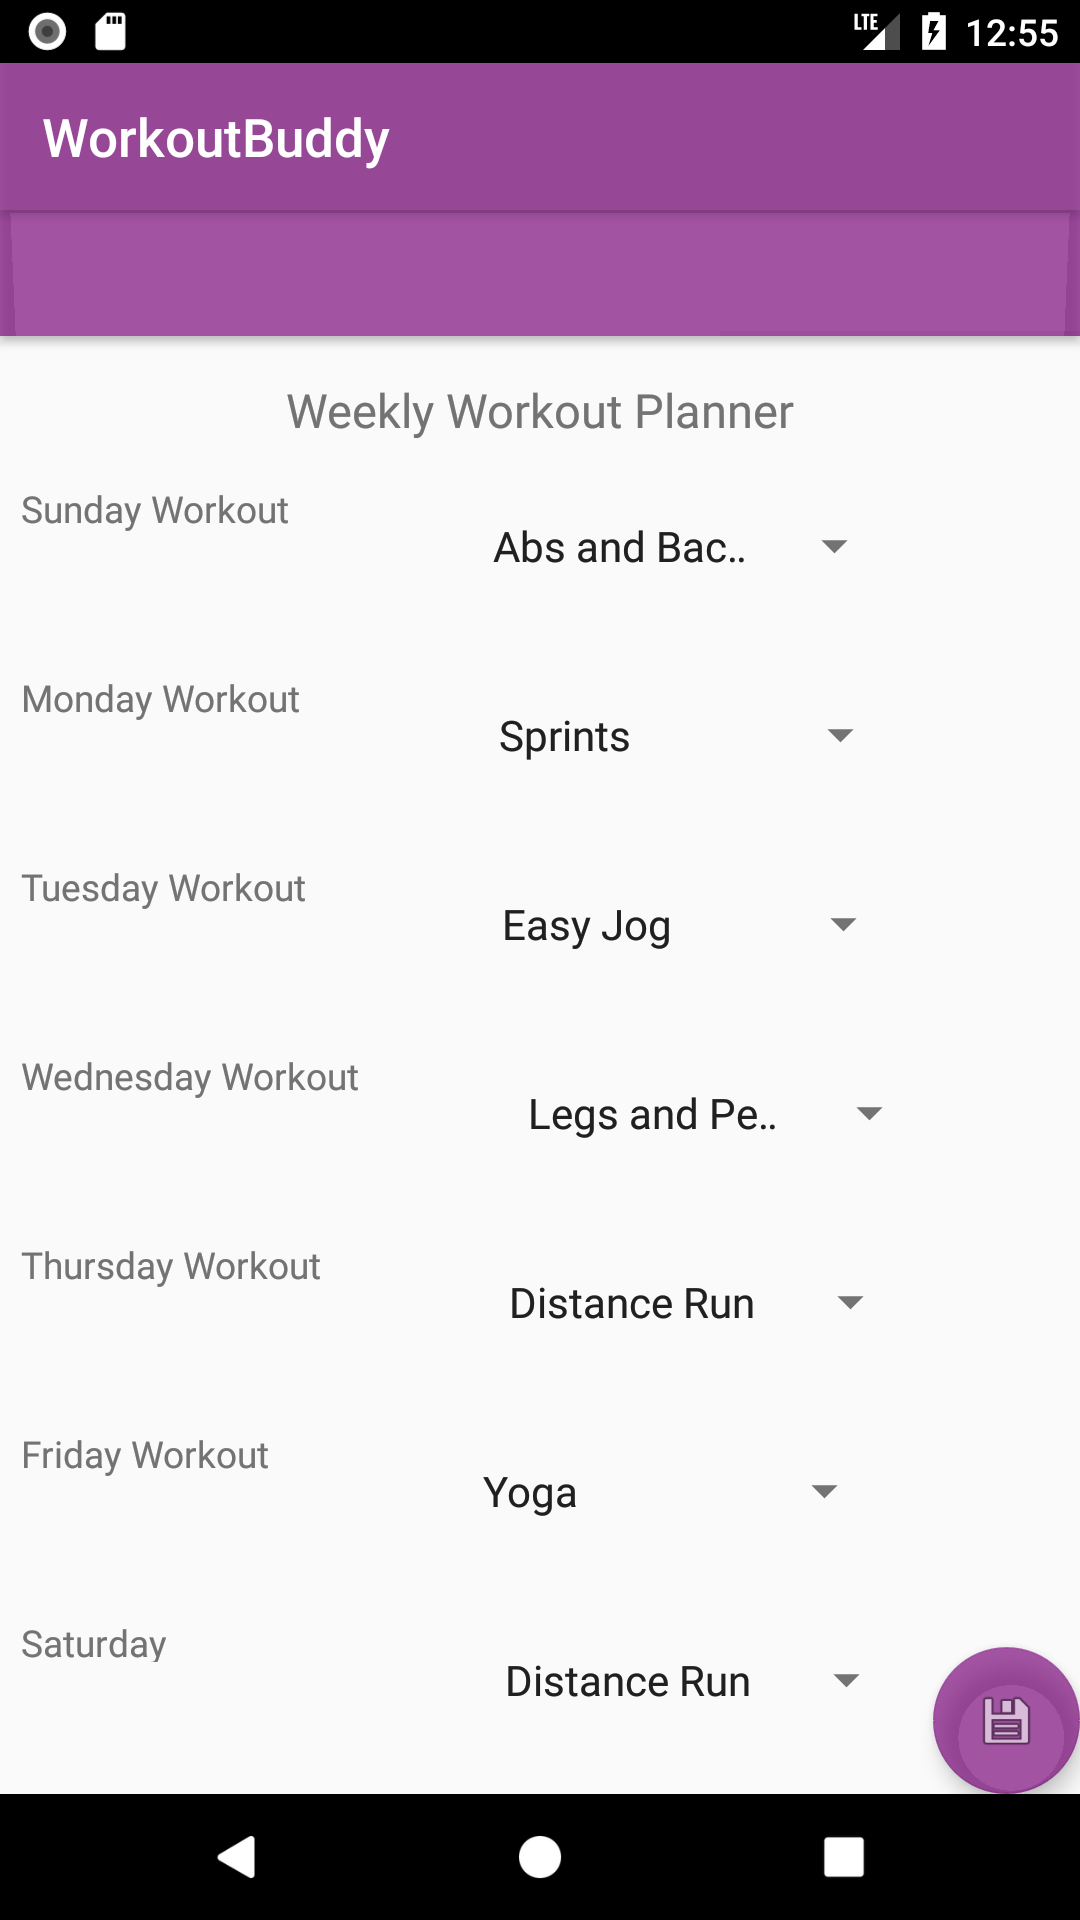 LTE 12:55
WorkoutBuddy
Weekly Workout Planner
Sunday Workout
Abs and Bac..
Monday Workout
Sprints
Tuesday Workout
Easy Jog
Wednesday Workout
Legs and Pe..
Thursday Workout
Distance Run
Friday Workout
Yoga
Saturday
Distance Run